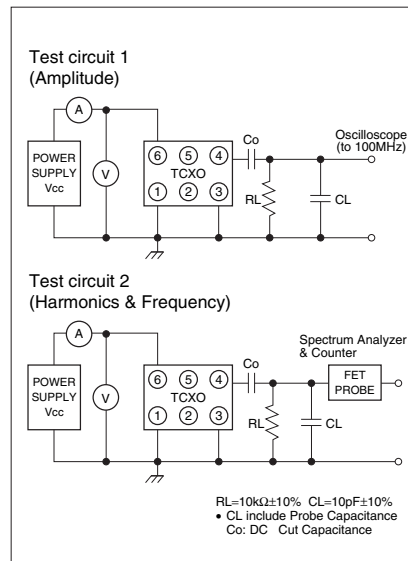 Test circuit 1
(Amplitude)
A
Co
Oscilloscope
(to 100MHz)
POWER
SUPPLY
Vcc
V
6 5 4
TCXO
1 2 3
RL
CL
Test circuit 2
(Harmonics & Frequency)
A
Co
Spectrum Analyzer
& Counter
FET
PROBE
POWER
SUPPLY
Vcc
V
6 5 4
TCXO
1 2 3
RL
CL
RL=10kΩ±10% CL=10pF±10%
• CL include Probe Capacitance
Co: DC Cut Capacitance